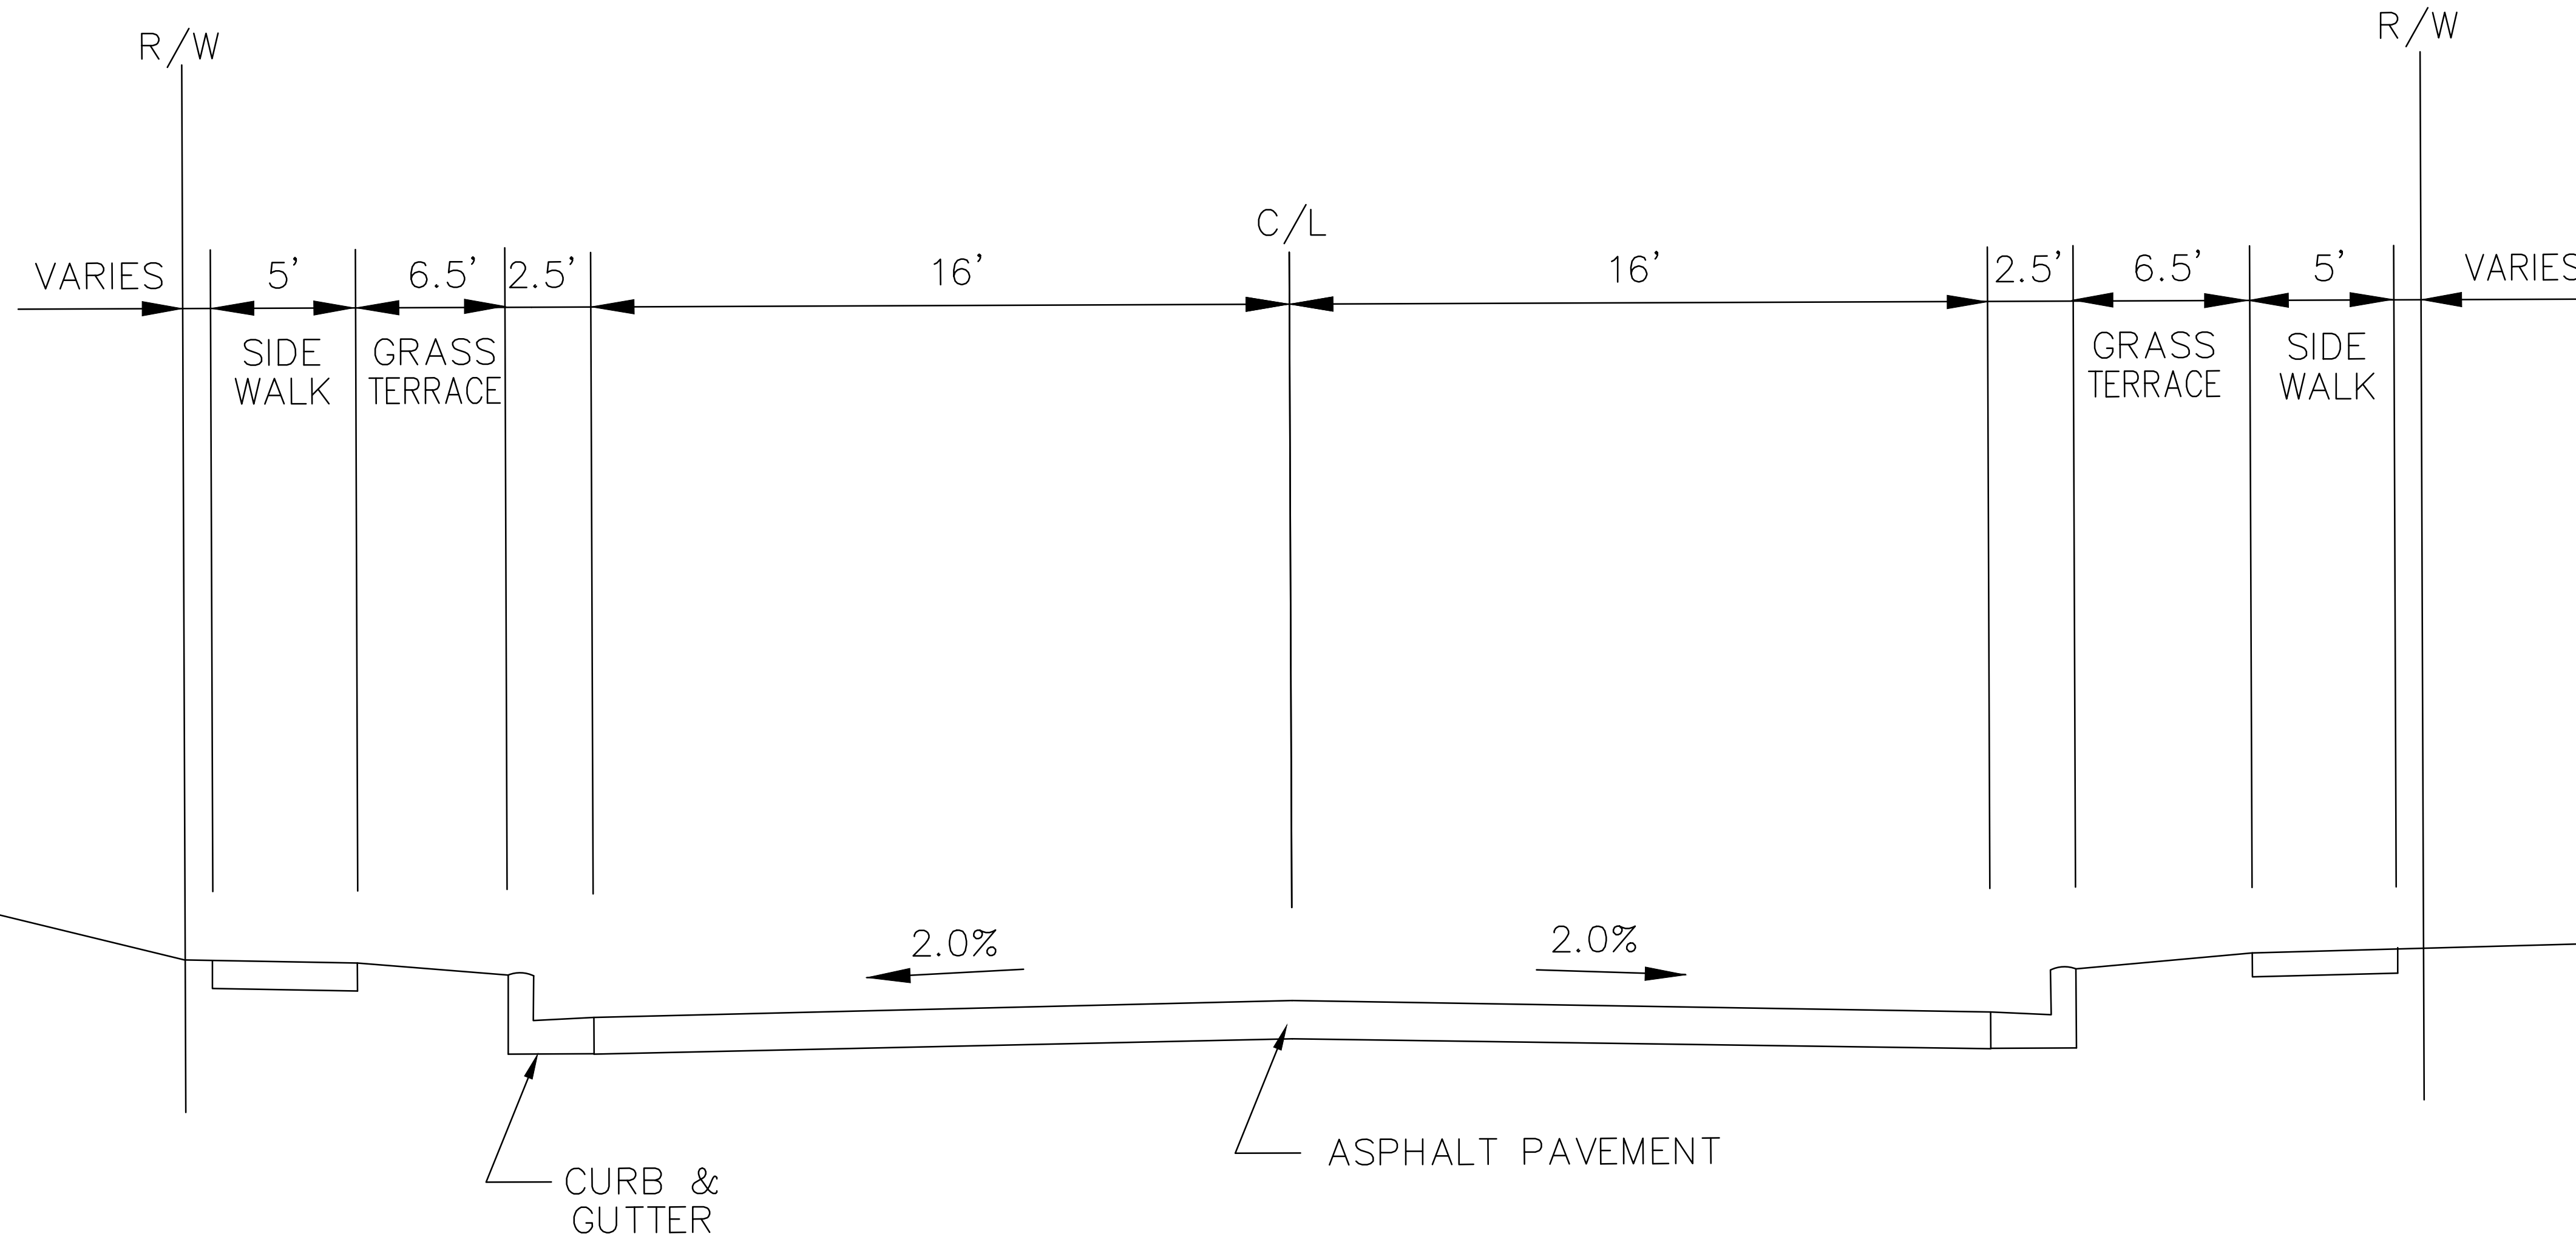 R/W
R/W
C/L
VARIES
5'
6.5'
2.5'
16'
16'
2.5'
6.5'
5'
VARIES
SIDE
WALK
GRASS
TERRACE
GRASS
TERRACE
SIDE
WALK
2.0%
2.0%
ASPHALT PAVEMENT
CURB &
GUTTER